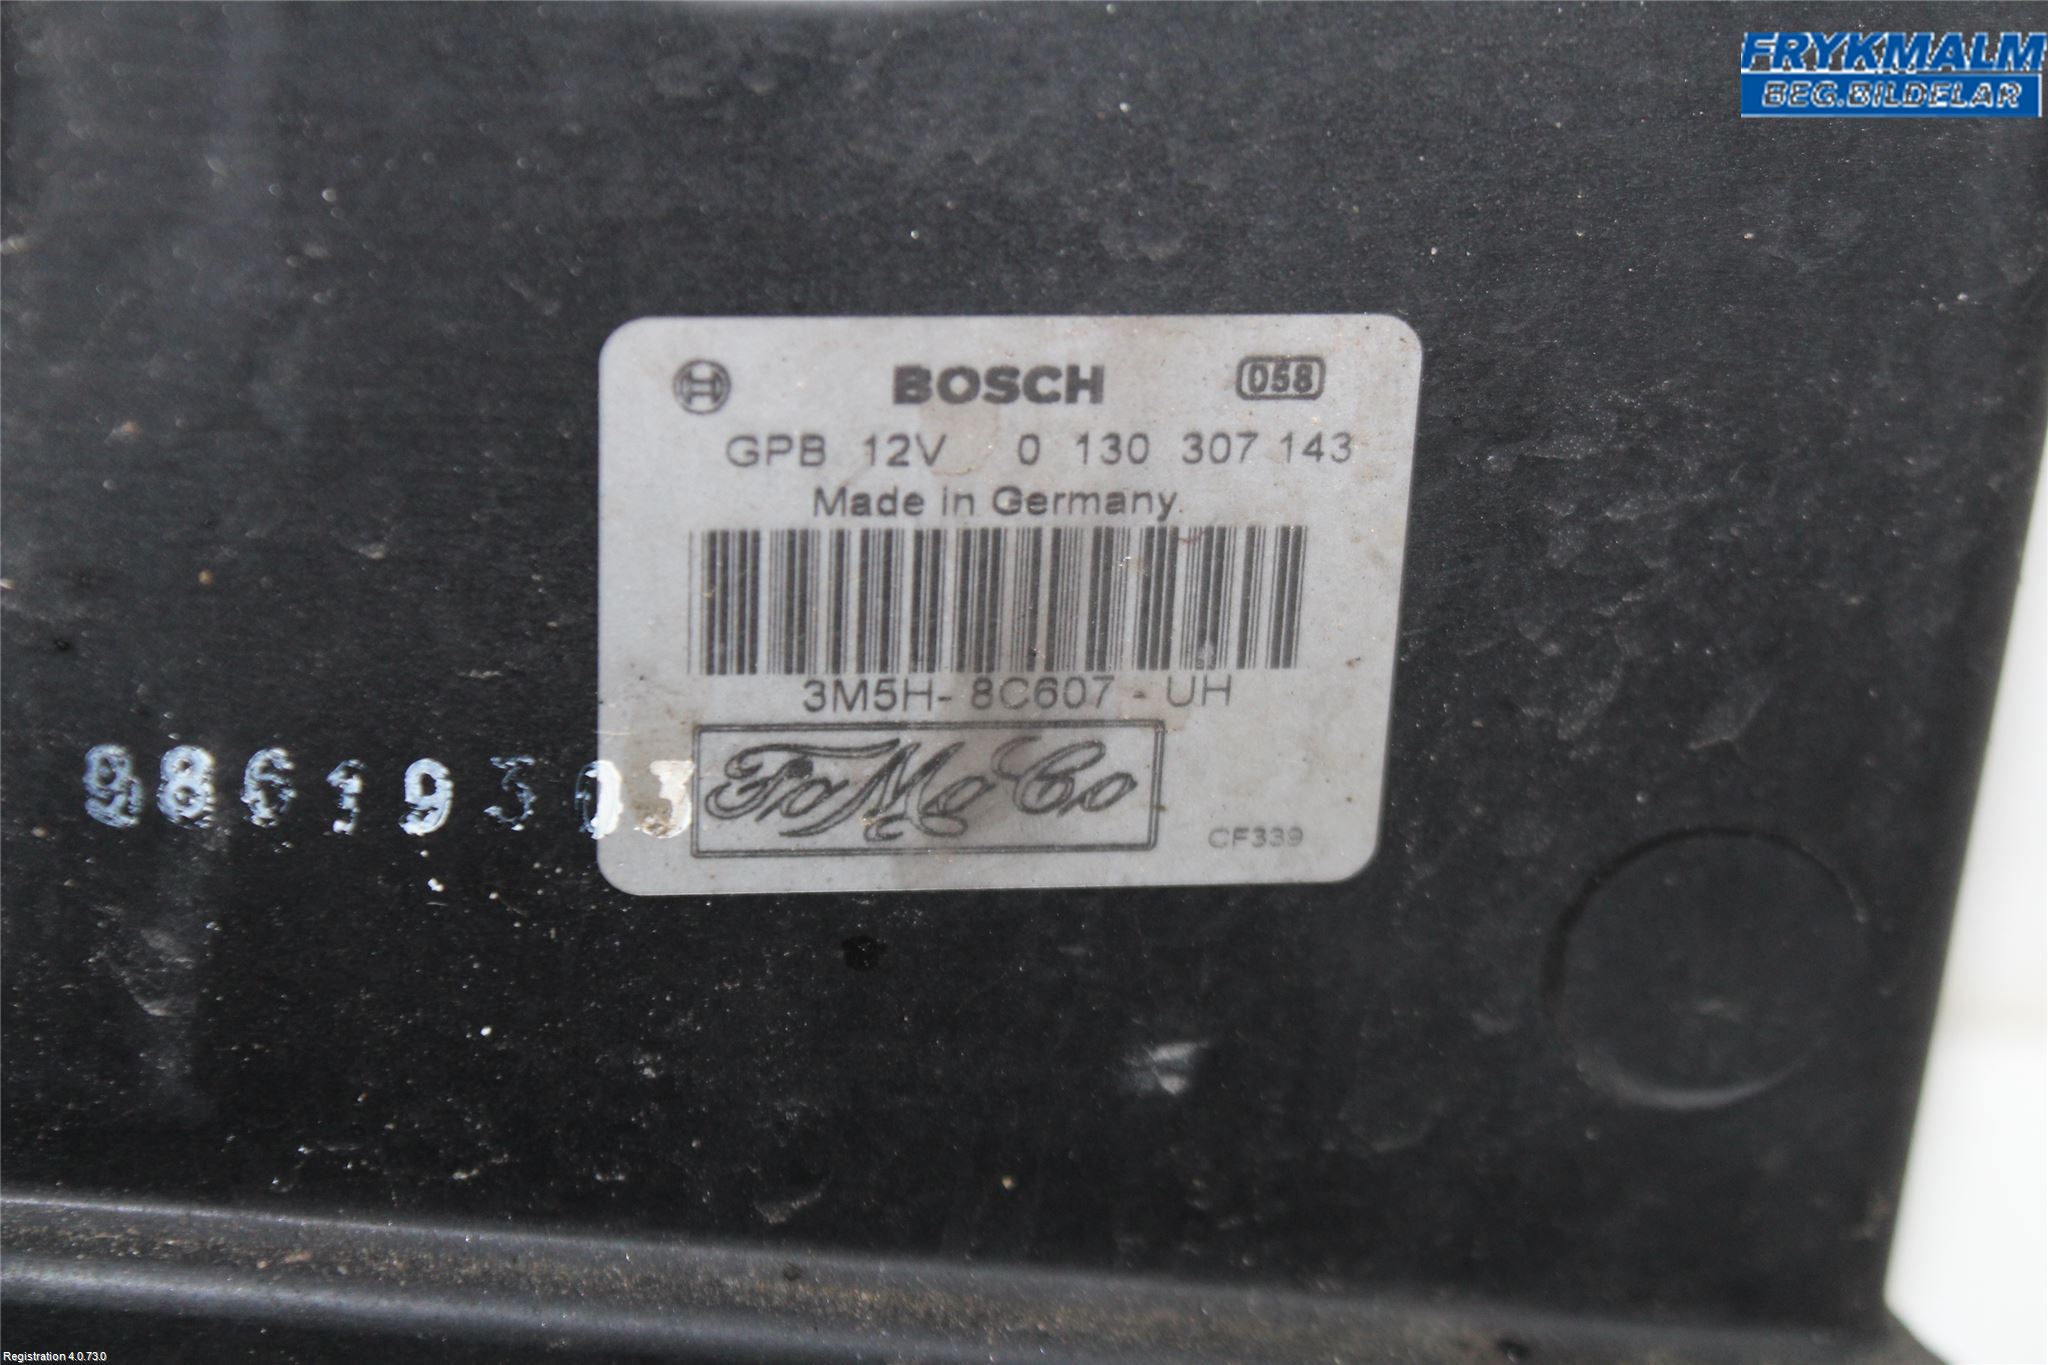 FRYKMALM
BEG.BILDELAR
BOSCH 058
GPB 12V 0 130 307 143
Made in Germany
3M5H- 8C607 - UH
FoMoCo
CF339
Registration 4.0.73.0